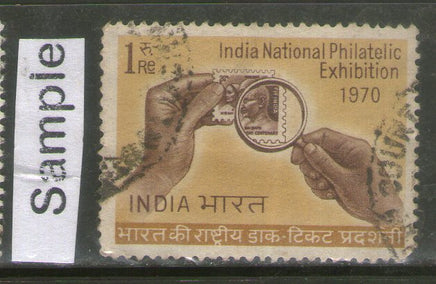 Sample
1 रु.
Re
India National Philatelic
Exhibition
1970
INDIA भारत
भारत की राष्ट्रीय डाक-टिकट प्रदर्शनी